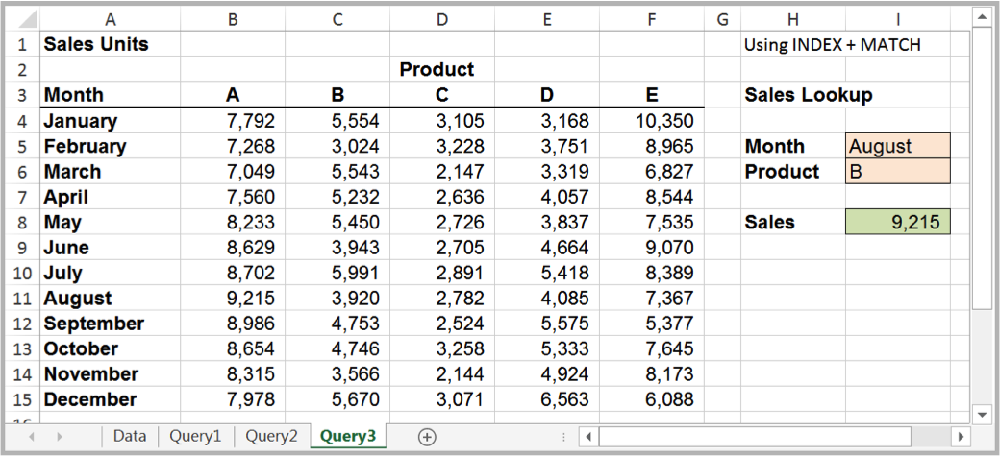 A B C D E F G H I
1 Sales Units Using INDEX + MATCH
2 Product
3 Month A B C D E Sales Lookup
4 January 7,792 5,554 3,105 3,168 10,350
5 February 7,268 3,024 3,228 3,751 8,965 Month August
6 March 7,049 5,543 2,147 3,319 6,827 Product B
7 April 7,560 5,232 2,636 4,057 8,544
8 May 8,233 5,450 2,726 3,837 7,535 Sales 9,215
9 June 8,629 3,943 2,705 4,664 9,070
10 July 8,702 5,991 2,891 5,418 8,389
11 August 9,215 3,920 2,782 4,085 7,367
12 September 8,986 4,753 2,524 5,575 5,377
13 October 8,654 4,746 3,258 5,333 7,645
14 November 8,315 3,566 2,144 4,924 8,173
15 December 7,978 5,670 3,071 6,563 6,088
Data Query1 Query2 Query3